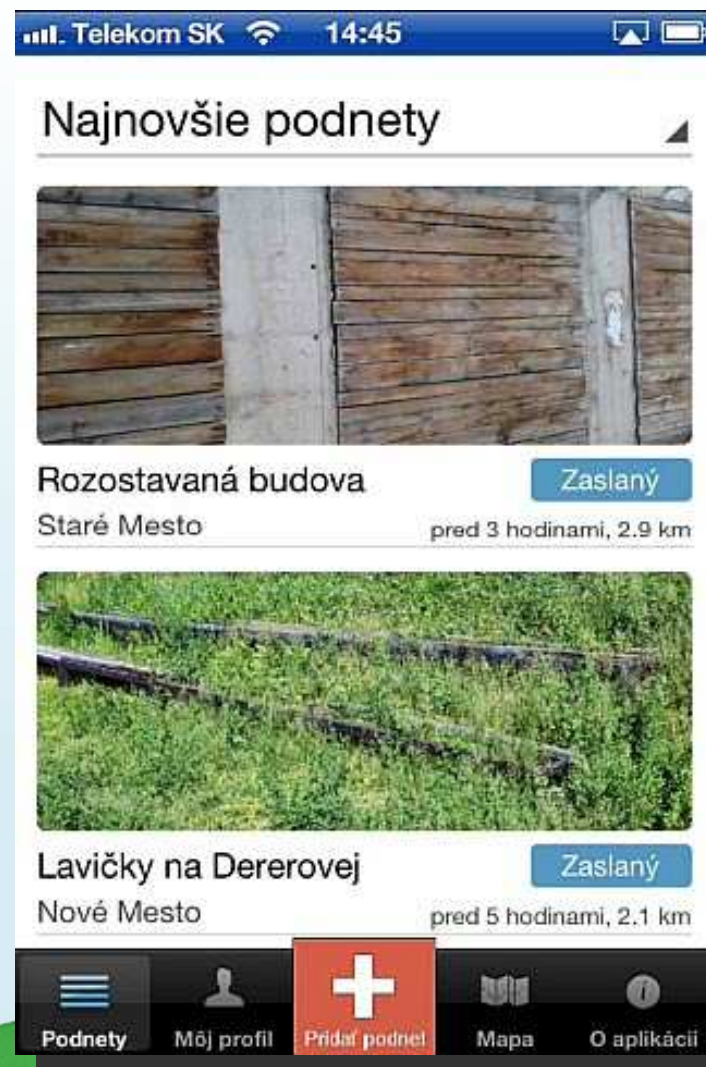 Telekom SK 14:45
Najnovšie podnety
Rozostavaná budova Zaslaný
Staré Mesto pred 3 hodinami, 2.9 km
Lavičky na Dererovej Zaslaný
Nové Mesto pred 5 hodinami, 2.1 km
Podnety Môj profil Pridať podnet Mapa O aplikácii